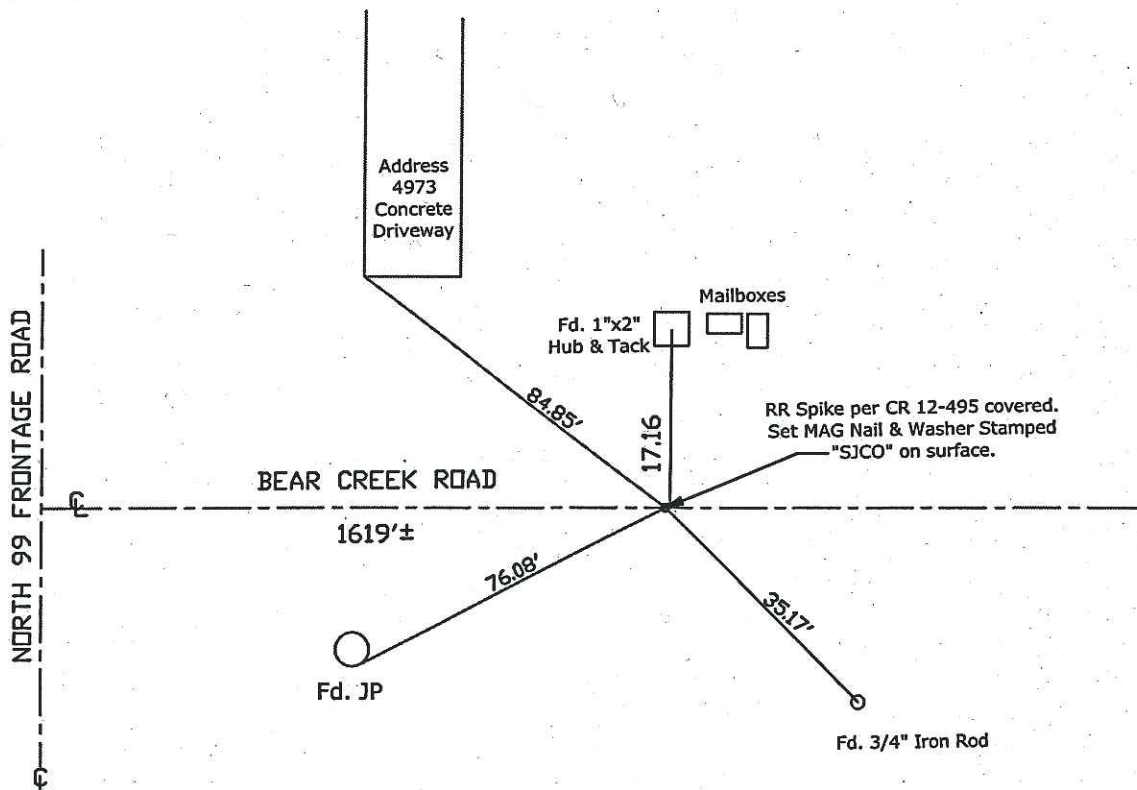 Address
4973
Concrete
Driveway
Mailboxes
Fd. 1"x2"
Hub & Tack
84.85'
17.16
RR Spike per CR 12-495 covered.
Set MAG Nail & Washer Stamped
"SJCO" on surface.
NORTH 99 FRONTAGE ROAD
BEAR CREEK ROAD
℄
1619'±
76.08'
35.17'
Fd. JP
Fd. 3/4" Iron Rod
℄